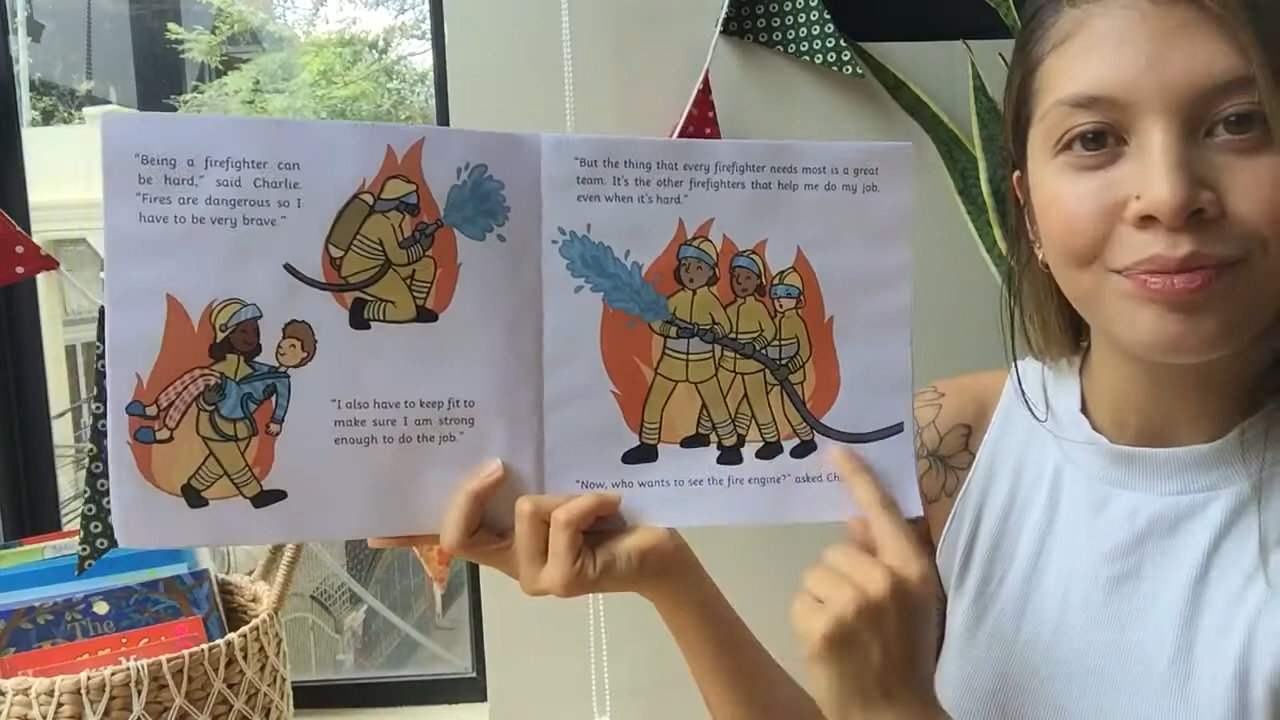 "Being a firefighter can
be hard," said Charlie.
"Fires are dangerous so I
have to be very brave."
"I also have to keep fit to
make sure I am strong
enough to do the job."
"But the thing that every firefighter needs most is a great
team. It's the other firefighters that help me do my job,
even when it's hard."
"Now, who wants to see the fire engine?" asked Ch
The